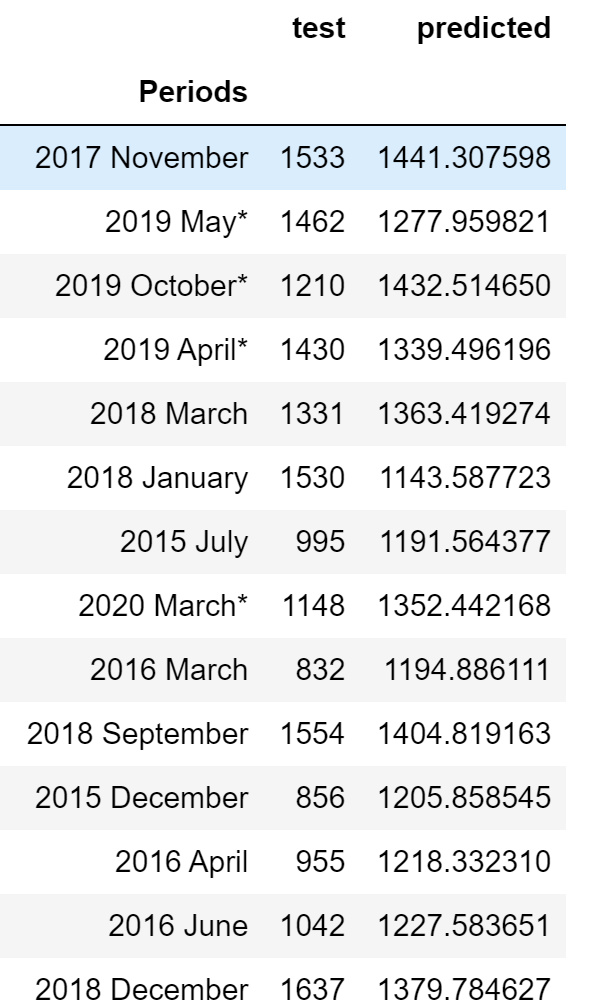 test predicted
Periods
2017 November 1533 1441.307598
2019 May* 1462 1277.959821
2019 October* 1210 1432.514650
2019 April* 1430 1339.496196
2018 March 1331 1363.419274
2018 January 1530 1143.587723
2015 July 995 1191.564377
2020 March* 1148 1352.442168
2016 March 832 1194.886111
2018 September 1554 1404.819163
2015 December 856 1205.858545
2016 April 955 1218.332310
2016 June 1042 1227.583651
2018 December 1637 1379.784627